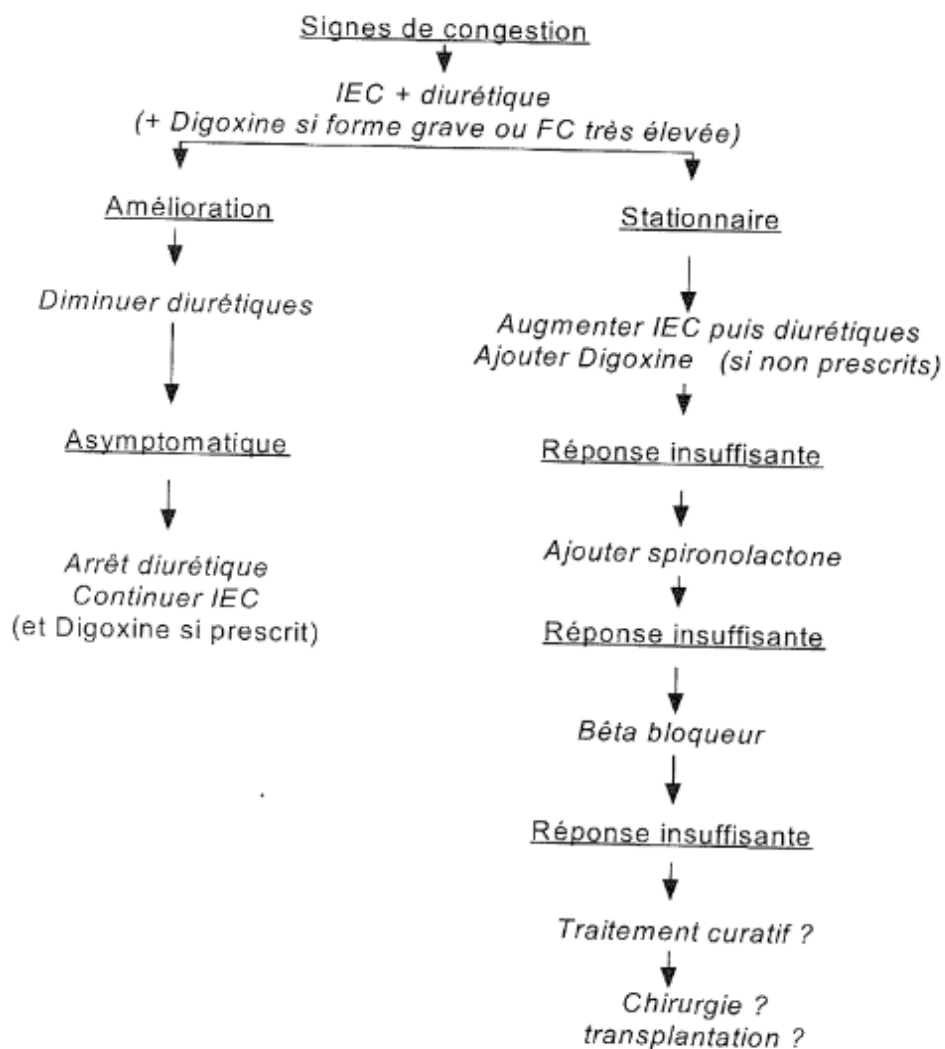 Signes de congestion
IEC + diurétique
(+ Digoxine si forme grave ou FC très élevée)
Amélioration
Diminuer diurétiques
Asymptomatique
Arrêt diurétique
Continuer IEC
(et Digoxine si prescrit)
Stationnaire
Augmenter IEC puis diurétiques
Ajouter Digoxine (si non prescrits)
Réponse insuffisante
Ajouter spironolactone
Réponse insuffisante
Bêta bloqueur
Réponse insuffisante
Traitement curatif ?
Chirurgie ?
transplantation ?